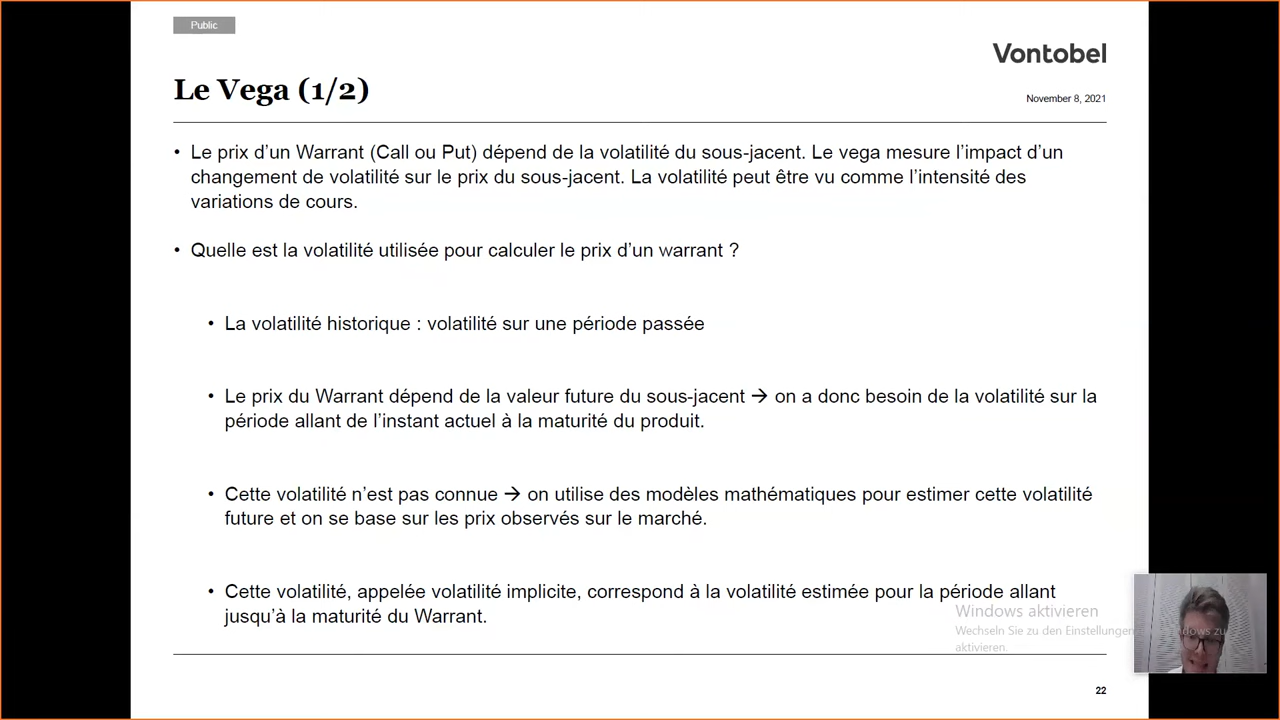 Public
Vontobel
Le Vega (1/2)
November 8, 2021
• Le prix d'un Warrant (Call ou Put) dépend de la volatilité du sous-jacent. Le vega mesure l'impact d'un
changement de volatilité sur le prix du sous-jacent. La volatilité peut être vu comme l'intensité des
variations de cours.
• Quelle est la volatilité utilisée pour calculer le prix d'un warrant ?
• La volatilité historique : volatilité sur une période passée
• Le prix du Warrant dépend de la valeur future du sous-jacent → on a donc besoin de la volatilité sur la
période allant de l'instant actuel à la maturité du produit.
• Cette volatilité n'est pas connue → on utilise des modèles mathématiques pour estimer cette volatilité
future et on se base sur les prix observés sur le marché.
• Cette volatilité, appelée volatilité implicite, correspond à la volatilité estimée pour la période allant
jusqu'à la maturité du Warrant.
Windows aktivieren
Wechseln Sie zu den Einstellungen, zu
aktivieren.
22